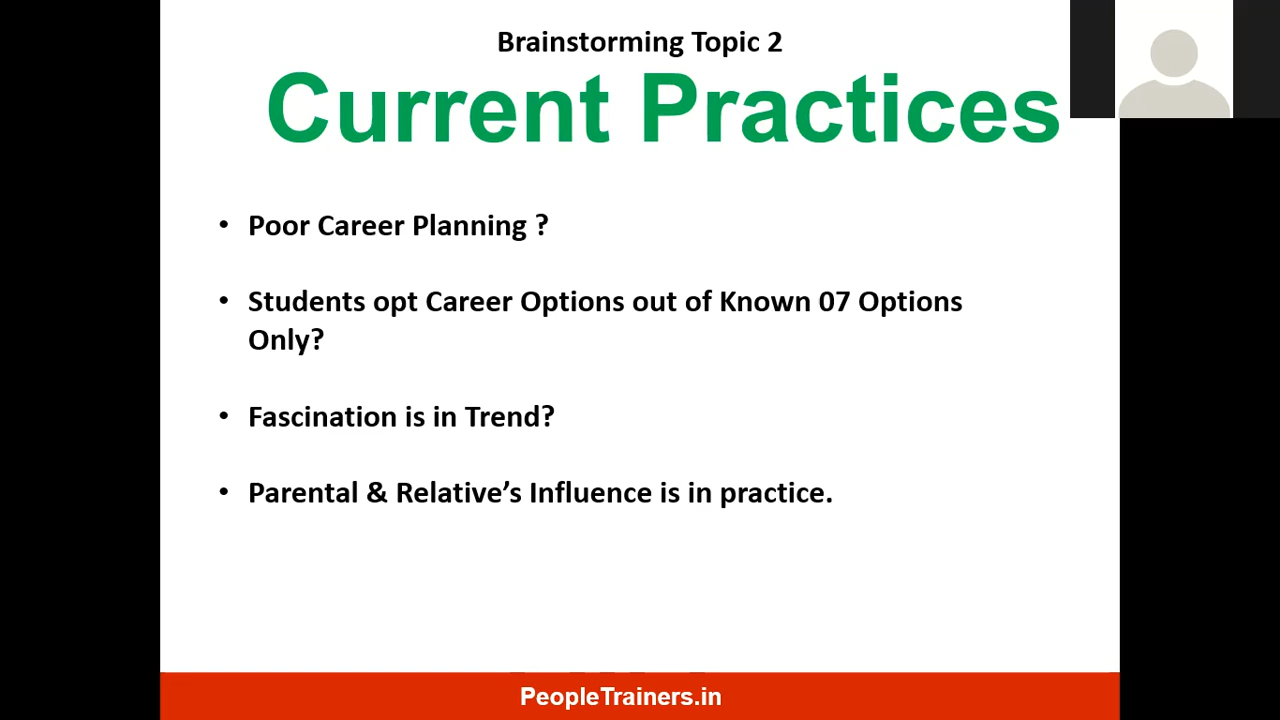 Brainstorming Topic 2
Current Practices
• Poor Career Planning ?
• Students opt Career Options out of Known 07 Options
Only?
• Fascination is in Trend?
• Parental & Relative’s Influence is in practice.
PeopleTrainers.in